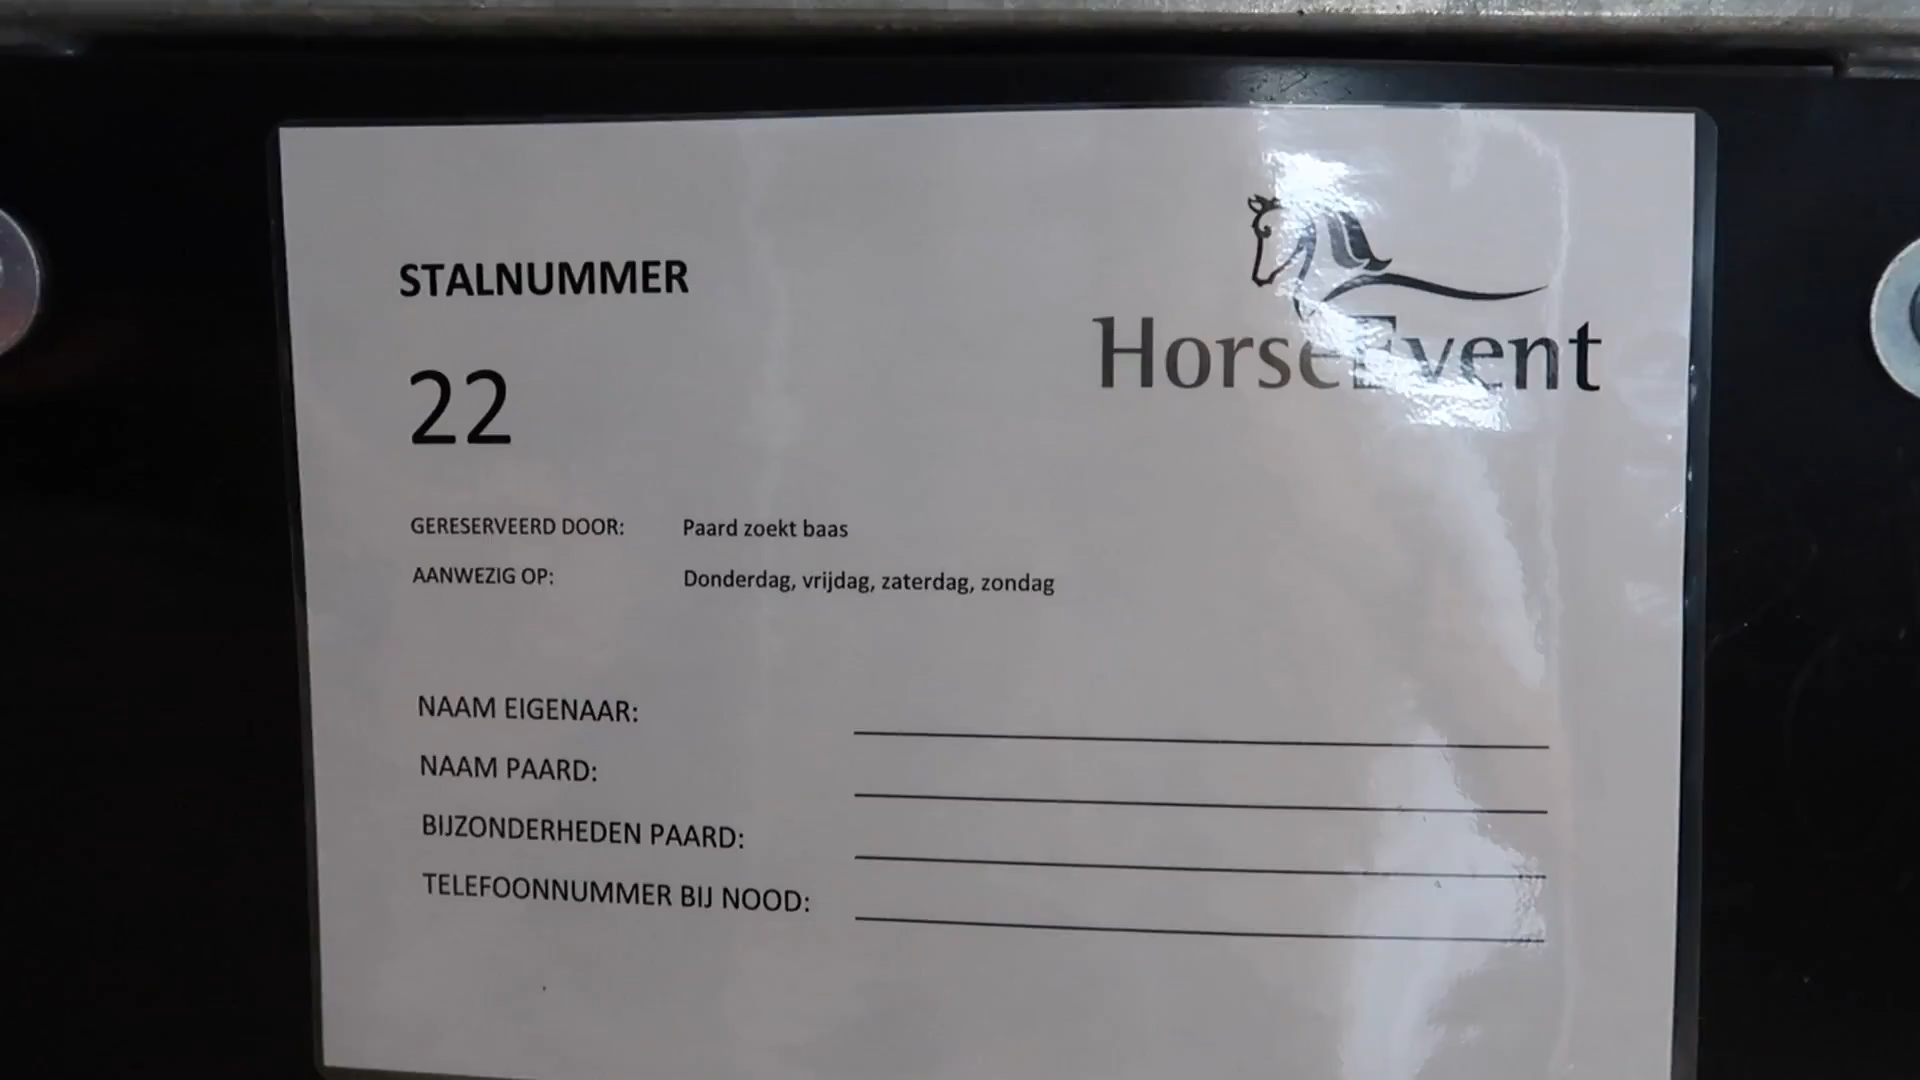 STALNUMMER
HorseEvent
22
GERESERVEERD DOOR: Paard zoekt baas
AANWEZIG OP: Donderdag, vrijdag, zaterdag, zondag
NAAM EIGENAAR:
NAAM PAARD:
BIJZONDERHEDEN PAARD:
TELEFOONNUMMER BIJ NOOD: